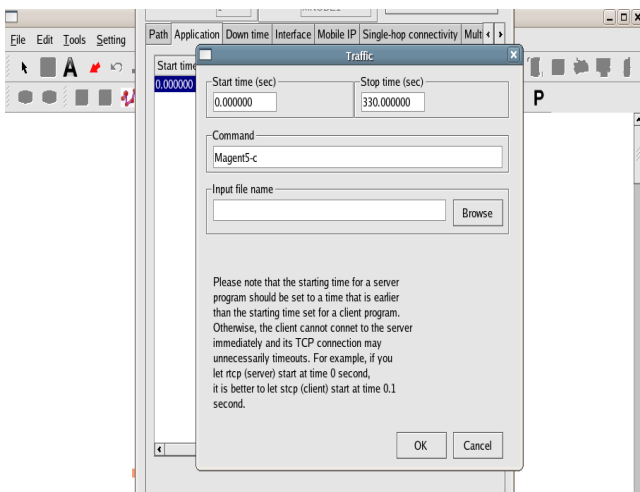 File Edit Tools Setting
Path Application Down time Interface Mobile IP Single-hop connectivity Mult
Start time
0.000000
A
P
Traffic
Start time (sec)
Stop time (sec)
0.000000
330.000000
Command
Magent5-c
Input file name
Browse
Please note that the starting time for a server
program should be set to a time that is earlier
than the starting time set for a client program.
Otherwise, the client cannot connet to the server
immediately and its TCP connection may
unnecessarily timeouts. For example, if you
let rtcp (server) start at time 0 second,
it is better to let stcp (client) start at time 0.1
second.
OK
Cancel